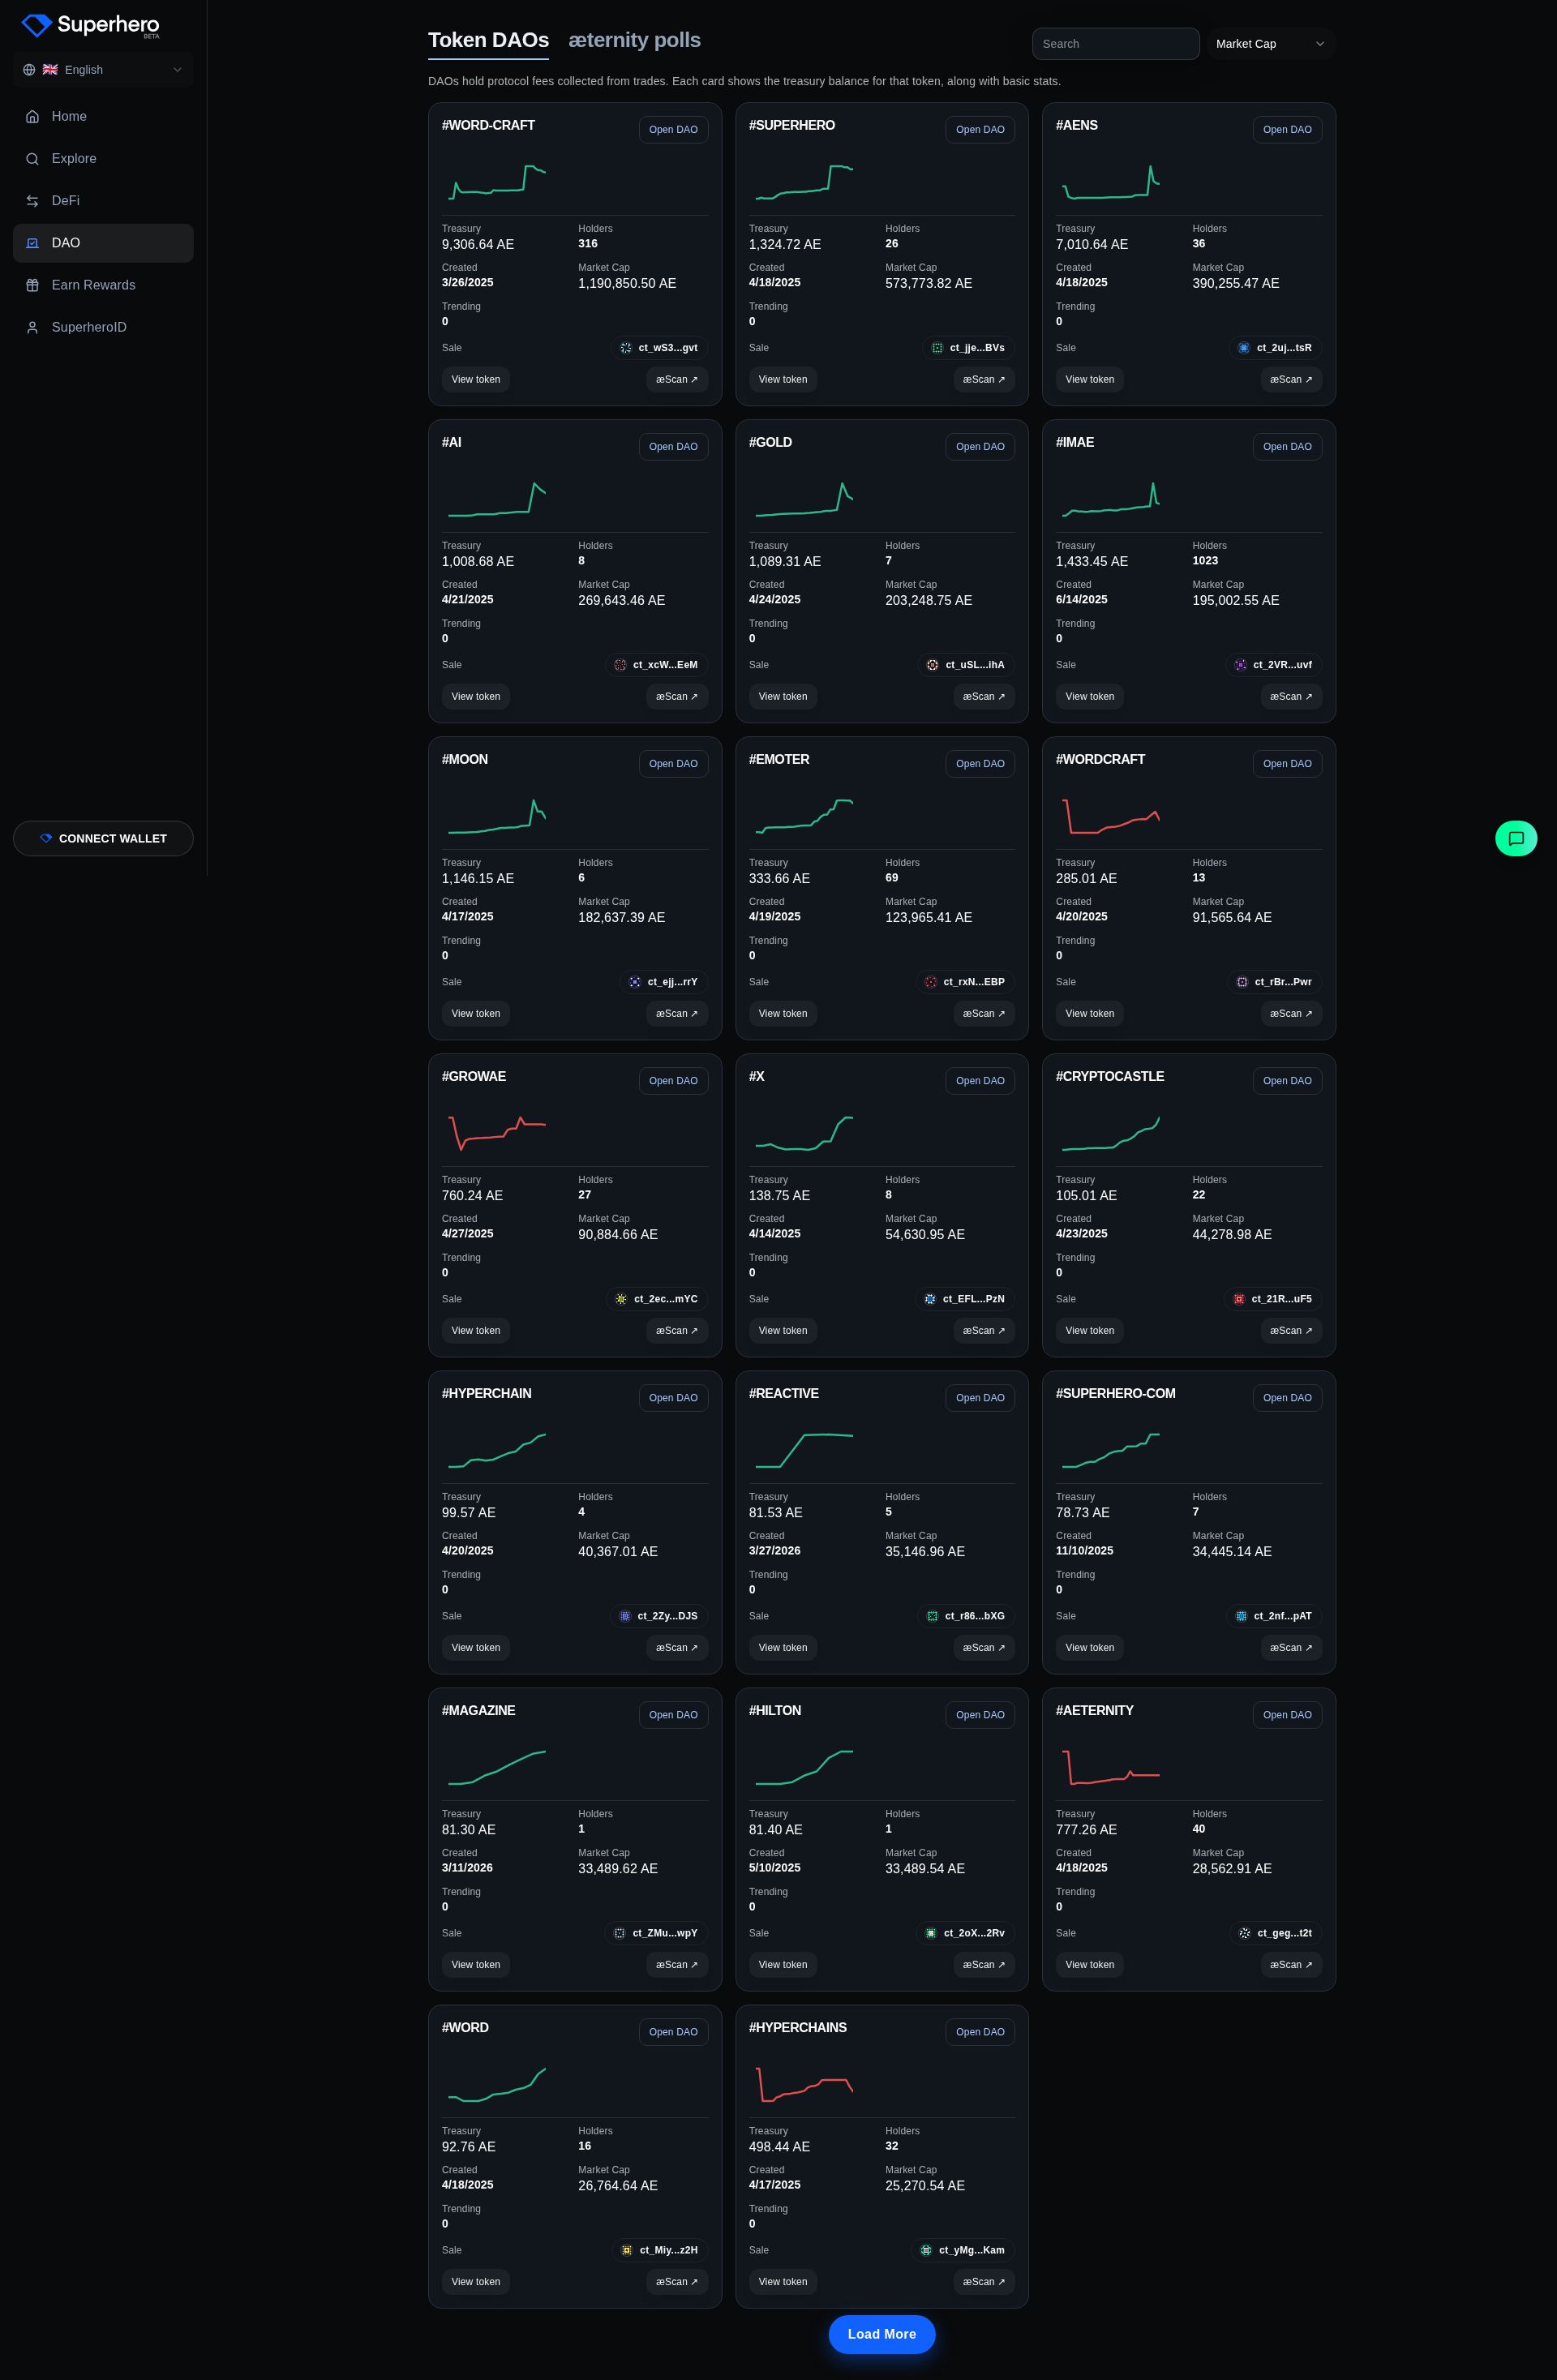 Superhero
BETA
English
Home
Explore
DeFi
DAO
Earn Rewards
SuperheroID
CONNECT WALLET
Token DAOs æternity polls
Search
Market Cap
DAOs hold protocol fees collected from trades. Each card shows the treasury balance for that token, along with basic stats.
#WORD-CRAFT
Open DAO
Treasury Holders
9,306.64 AE 316
Created Market Cap
3/26/2025 1,190,850.50 AE
Trending
0
Sale ct_wS3...gvt
View token æScan ↗
#SUPERHERO
Open DAO
Treasury Holders
1,324.72 AE 26
Created Market Cap
4/18/2025 573,773.82 AE
Trending
0
Sale ct_jje...BVs
View token æScan ↗
#AENS
Open DAO
Treasury Holders
7,010.64 AE 36
Created Market Cap
4/18/2025 390,255.47 AE
Trending
0
Sale ct_2uj...tsR
View token æScan ↗
#AI
Open DAO
Treasury Holders
1,008.68 AE 8
Created Market Cap
4/21/2025 269,643.46 AE
Trending
0
Sale ct_xcW...EeM
View token æScan ↗
#GOLD
Open DAO
Treasury Holders
1,089.31 AE 7
Created Market Cap
4/24/2025 203,248.75 AE
Trending
0
Sale ct_uSL...ihA
View token æScan ↗
#IMAE
Open DAO
Treasury Holders
1,433.45 AE 1023
Created Market Cap
6/14/2025 195,002.55 AE
Trending
0
Sale ct_2VR...uvf
View token æScan ↗
#MOON
Open DAO
Treasury Holders
1,146.15 AE 6
Created Market Cap
4/17/2025 182,637.39 AE
Trending
0
Sale ct_ejj...rrY
View token æScan ↗
#EMOTER
Open DAO
Treasury Holders
333.66 AE 69
Created Market Cap
4/19/2025 123,965.41 AE
Trending
0
Sale ct_rxN...EBP
View token æScan ↗
#WORDCRAFT
Open DAO
Treasury Holders
285.01 AE 13
Created Market Cap
4/20/2025 91,565.64 AE
Trending
0
Sale ct_rBr...Pwr
View token æScan ↗
#GROWAE
Open DAO
Treasury Holders
760.24 AE 27
Created Market Cap
4/27/2025 90,884.66 AE
Trending
0
Sale ct_2ec...mYC
View token æScan ↗
#X
Open DAO
Treasury Holders
138.75 AE 8
Created Market Cap
4/14/2025 54,630.95 AE
Trending
0
Sale ct_EFL...PzN
View token æScan ↗
#CRYPTOCASTLE
Open DAO
Treasury Holders
105.01 AE 22
Created Market Cap
4/23/2025 44,278.98 AE
Trending
0
Sale ct_21R...uF5
View token æScan ↗
#HYPERCHAIN
Open DAO
Treasury Holders
99.57 AE 4
Created Market Cap
4/20/2025 40,367.01 AE
Trending
0
Sale ct_2Zy...DJS
View token æScan ↗
#REACTIVE
Open DAO
Treasury Holders
81.53 AE 5
Created Market Cap
3/27/2026 35,146.96 AE
Trending
0
Sale ct_r86...bXG
View token æScan ↗
#SUPERHERO-COM
Open DAO
Treasury Holders
78.73 AE 7
Created Market Cap
11/10/2025 34,445.14 AE
Trending
0
Sale ct_2nf...pAT
View token æScan ↗
#MAGAZINE
Open DAO
Treasury Holders
81.30 AE 1
Created Market Cap
3/11/2026 33,489.62 AE
Trending
0
Sale ct_ZMu...wpY
View token æScan ↗
#HILTON
Open DAO
Treasury Holders
81.40 AE 1
Created Market Cap
5/10/2025 33,489.54 AE
Trending
0
Sale ct_2oX...2Rv
View token æScan ↗
#AETERNITY
Open DAO
Treasury Holders
777.26 AE 40
Created Market Cap
4/18/2025 28,562.91 AE
Trending
0
Sale ct_geg...t2t
View token æScan ↗
#WORD
Open DAO
Treasury Holders
92.76 AE 16
Created Market Cap
4/18/2025 26,764.64 AE
Trending
0
Sale ct_Miy...z2H
View token æScan ↗
#HYPERCHAINS
Open DAO
Treasury Holders
498.44 AE 32
Created Market Cap
4/17/2025 25,270.54 AE
Trending
0
Sale ct_yMg...Kam
View token æScan ↗
Load More